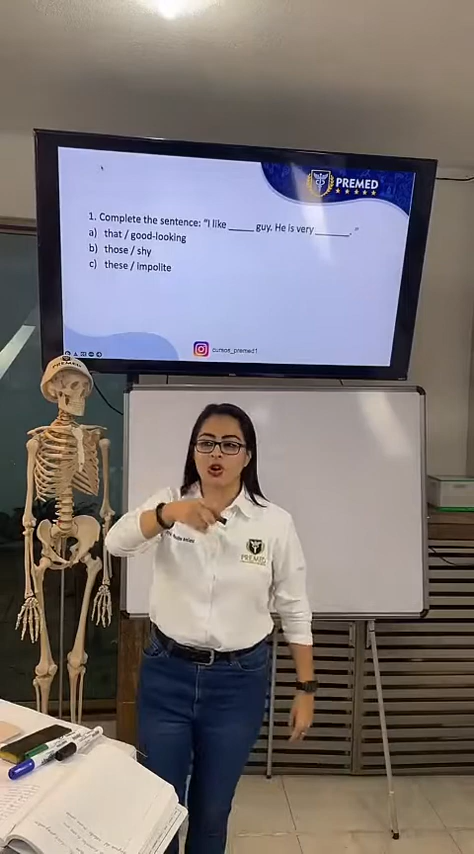 PREMED
1. Complete the sentence: "I like _____ guy. He is very _______."
a) that / good-looking
b) those / shy
c) these / impolite
cursos_premed1
PREMED
PREMED